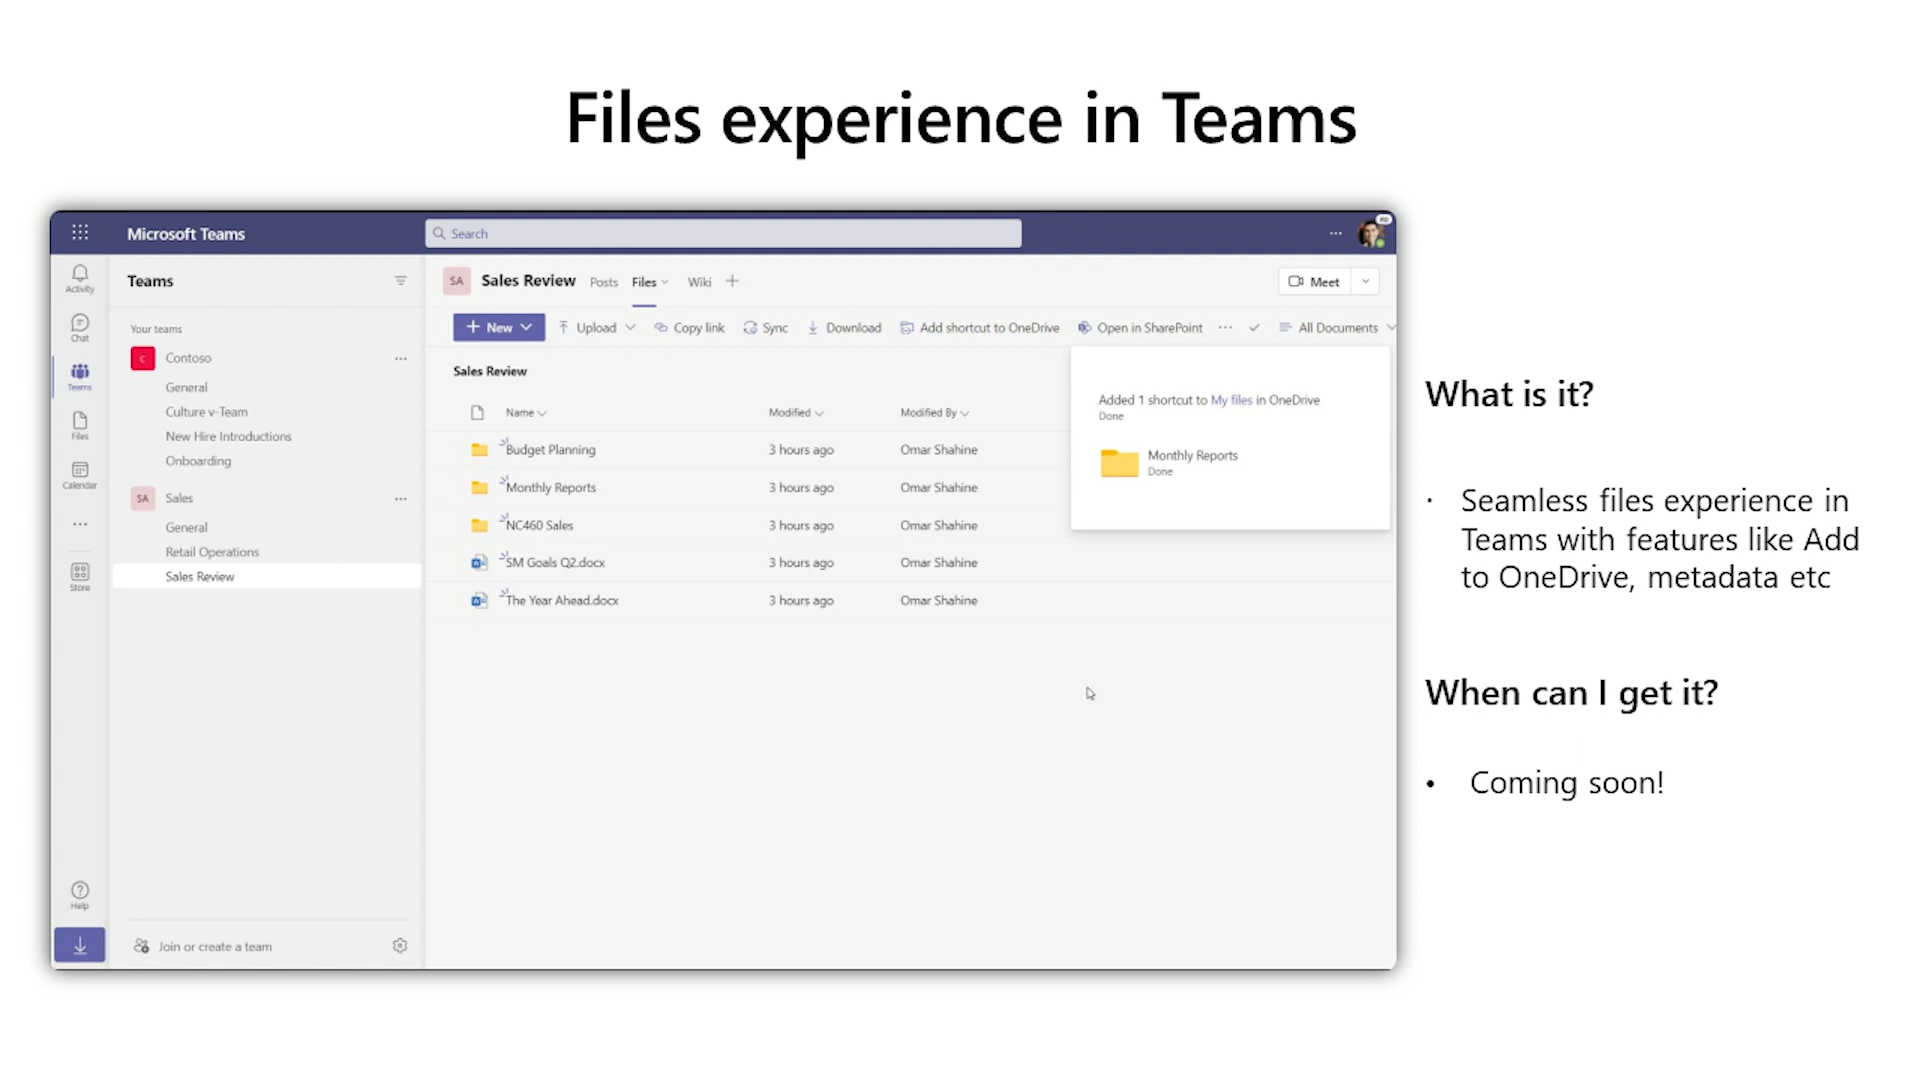 Files experience in Teams
Microsoft Teams
Search
Activity
Chat
Teams
Files
Calendar
Store
Help
Teams
Your teams
C
Contoso
General
Culture v-Team
New Hire Introductions
Onboarding
SA
Sales
General
Retail Operations
Sales Review
Join or create a team
SA
Sales Review
Posts
Files
Wiki
Meet
New
Upload
Copy link
Sync
Download
Add shortcut to OneDrive
Open in SharePoint
All Documents
Sales Review
Name
Modified
Modified By
Budget Planning
3 hours ago
Omar Shahine
Monthly Reports
3 hours ago
Omar Shahine
NC460 Sales
3 hours ago
Omar Shahine
SM Goals Q2.docx
3 hours ago
Omar Shahine
The Year Ahead.docx
3 hours ago
Omar Shahine
Added 1 shortcut to My files in OneDrive
Done
Monthly Reports
Done
What is it?
• Seamless files experience in
Teams with features like Add
to OneDrive, metadata etc
When can I get it?
• Coming soon!